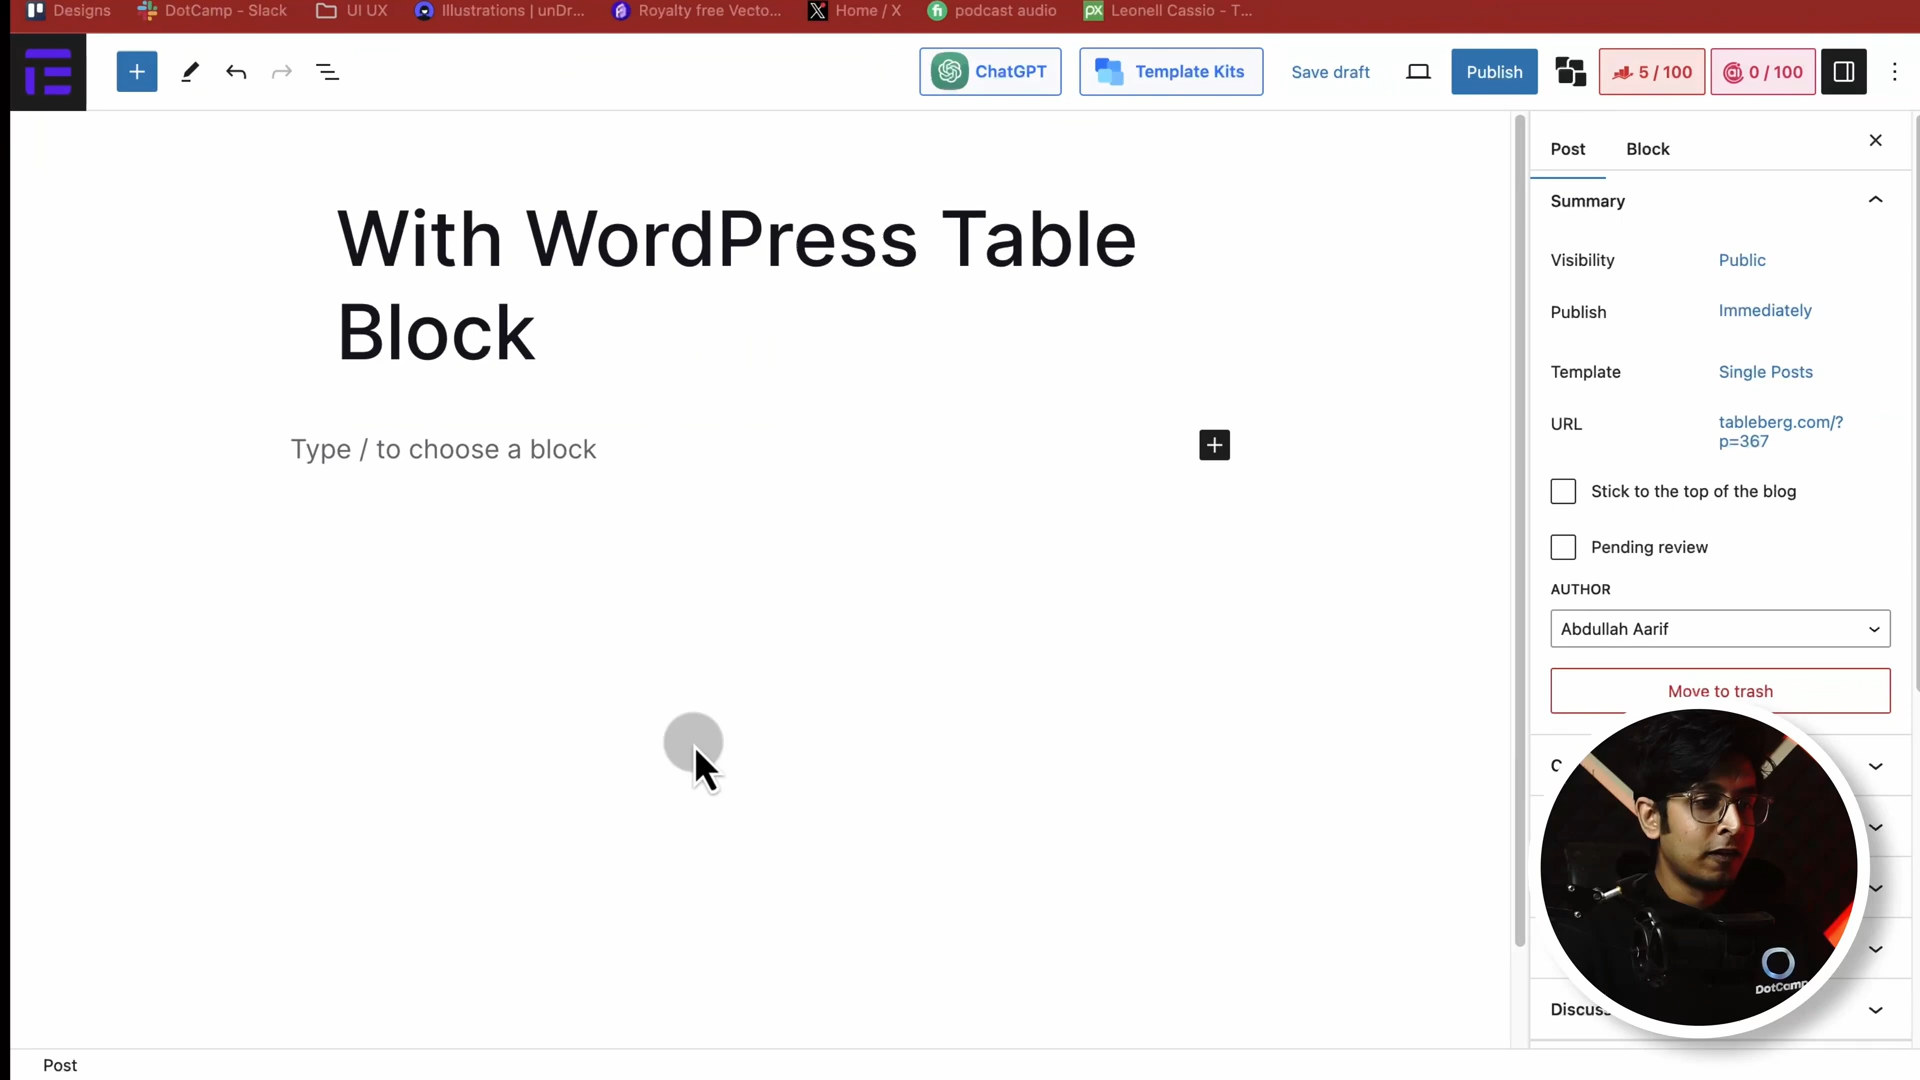 Designs
DotCamp - Slack
UI UX
Illustrations | unDr...
Royalty free Vecto...
Home / X
podcast audio
Leonell Cassio - T...
ChatGPT
Template Kits
Save draft
Publish
5 / 100
0 / 100
With WordPress Table
Block
Type / to choose a block
Post
Block
Summary
Visibility
Public
Publish
Immediately
Template
Single Posts
URL
tableberg.com/?
p=367
Stick to the top of the blog
Pending review
AUTHOR
Abdullah Aarif
Move to trash
DotCamp
Post